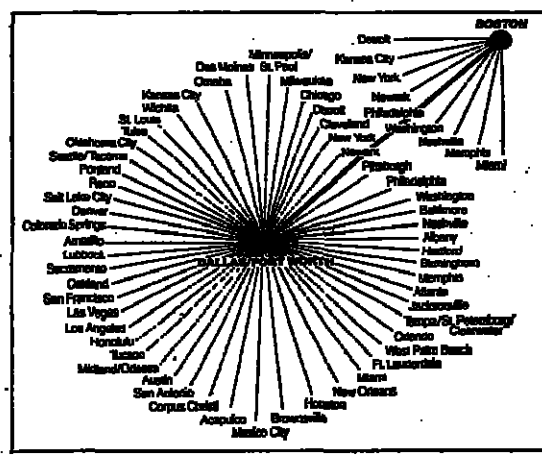 BOSTON
Detroit
Kansas City
New York
Newark
Philadelphia
Washington
Nashville
Memphis
Miami
Minneapolis/
St. Paul
Des Moines
Omaha
Kansas City
Wichita
St. Louis
Tulsa
Oklahoma City
Seattle/Tacoma
Portland
Reno
Salt Lake City
Denver
Colorado Springs
Amarillo
Lubbock
Sacramento
Oakland
San Francisco
Las Vegas
Los Angeles
Honolulu
Tucson
Midland/Odessa
Austin
San Antonio
Corpus Christi
Acapulco
Mexico City
Brownsville
Houston
New Orleans
Miami
Ft. Lauderdale
West Palm Beach
Orlando
Tampa/St. Petersburg/
Clearwater
Jacksonville
Atlanta
Memphis
Birmingham
Hartford
Albany
Nashville
Baltimore
Washington
Philadelphia
Pittsburgh
Newark
New York
Cleveland
Detroit
Chicago
Milwaukee
DALLAS/FORT WORTH